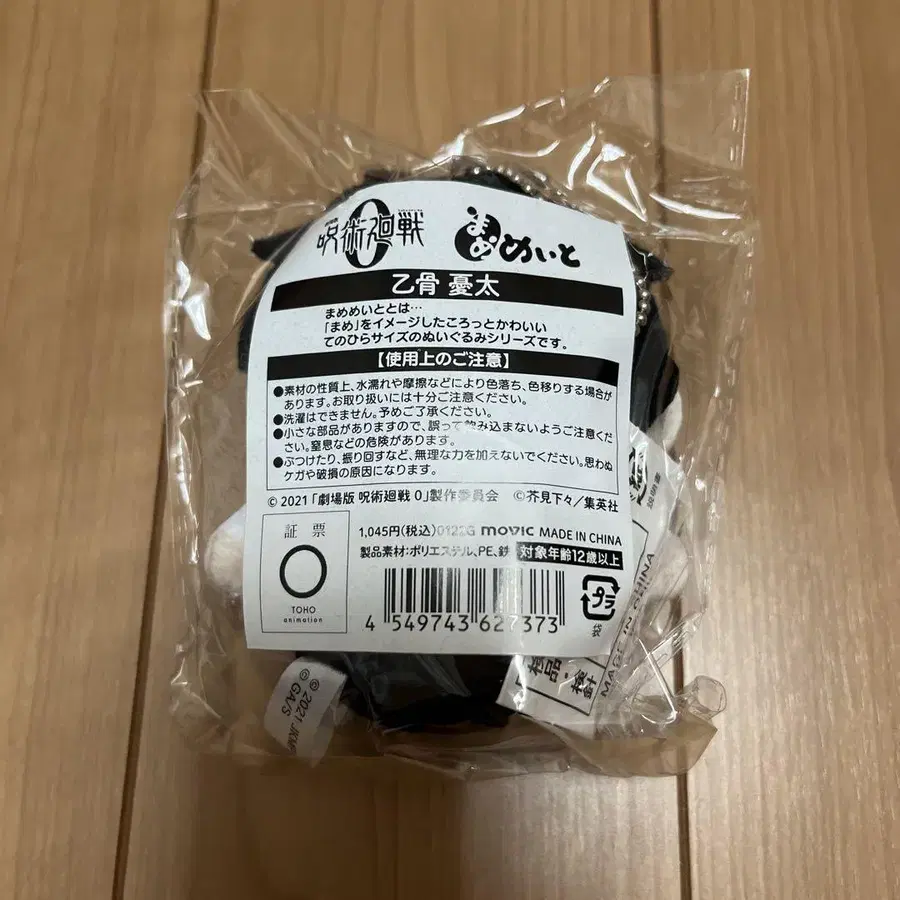 呪術廻戦 0
まめめいと
乙骨 憂太
まめめいととは…
「まめ」をイメージしたころっとかわいい
てのひらサイズのぬいぐるみシリーズです。
【使用上のご注意】
●素材の性質上、水濡れや摩擦などにより色落ち、色移りする場合が
あります。お取り扱いには十分ご注意ください。
●洗濯はできません。予めご了承ください。
●小さな部品がありますので、誤って飲み込まないようご注意くだ
さい。窒息などの危険があります。
●ぶつけたり、振り回すなど、無理な力を加えないでください。思わぬ
ケガや破損の原因になります。
© 2021「劇場版 呪術廻戦 0」製作委員会 ©芥見下々／集英社
証票
TOHO
animation
1,045円(税込)0122G movic MADE IN CHINA
製品素材:ポリエステル、PE、鉄 対象年齢12歳以上
4 549743 627373
プラ
袋
© 2021 JKM
GA/S
検品・
検針
MADE IN CHINA